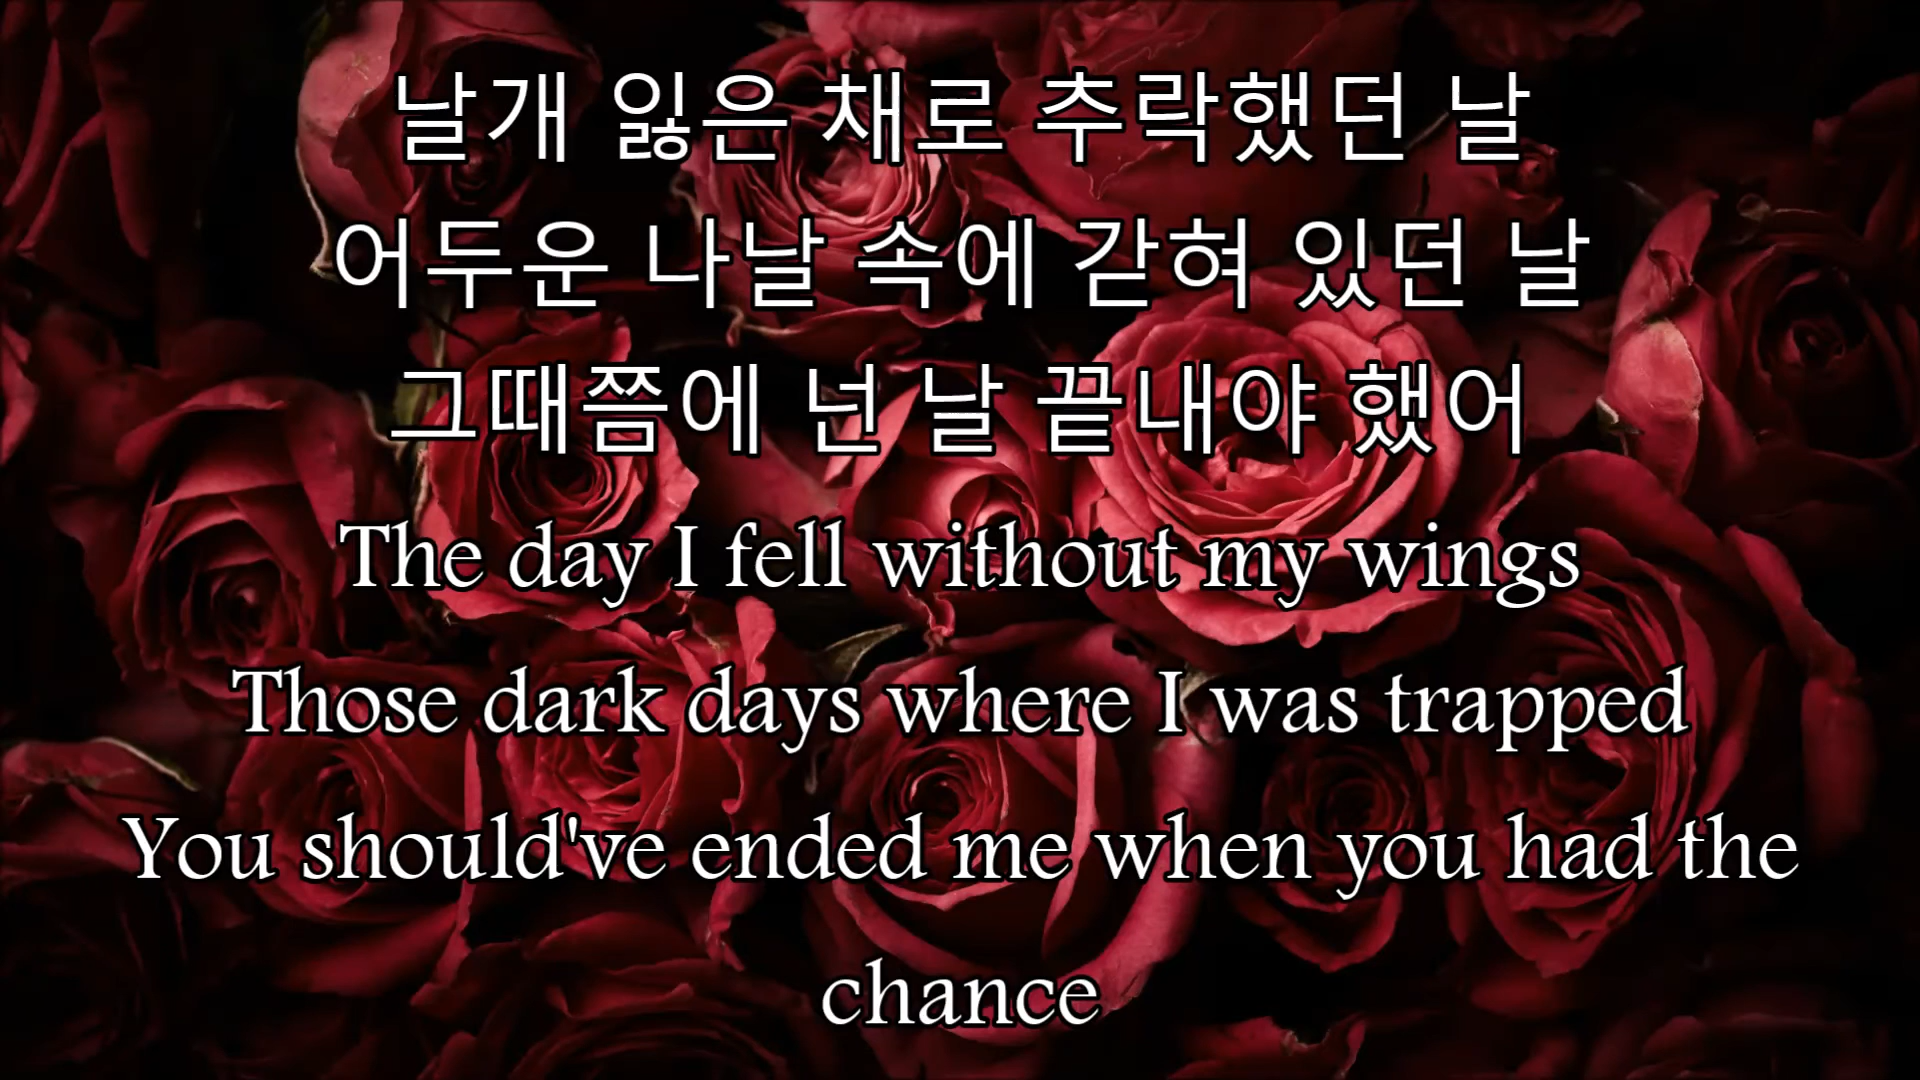 날개 잃은 채로 추락했던 날
어두운 나날 속에 갇혀 있던 날
그때쯤에 넌 날 끝내야 했어
The day I fell without my wings
Those dark days where I was trapped
You should've ended me when you had the
chance